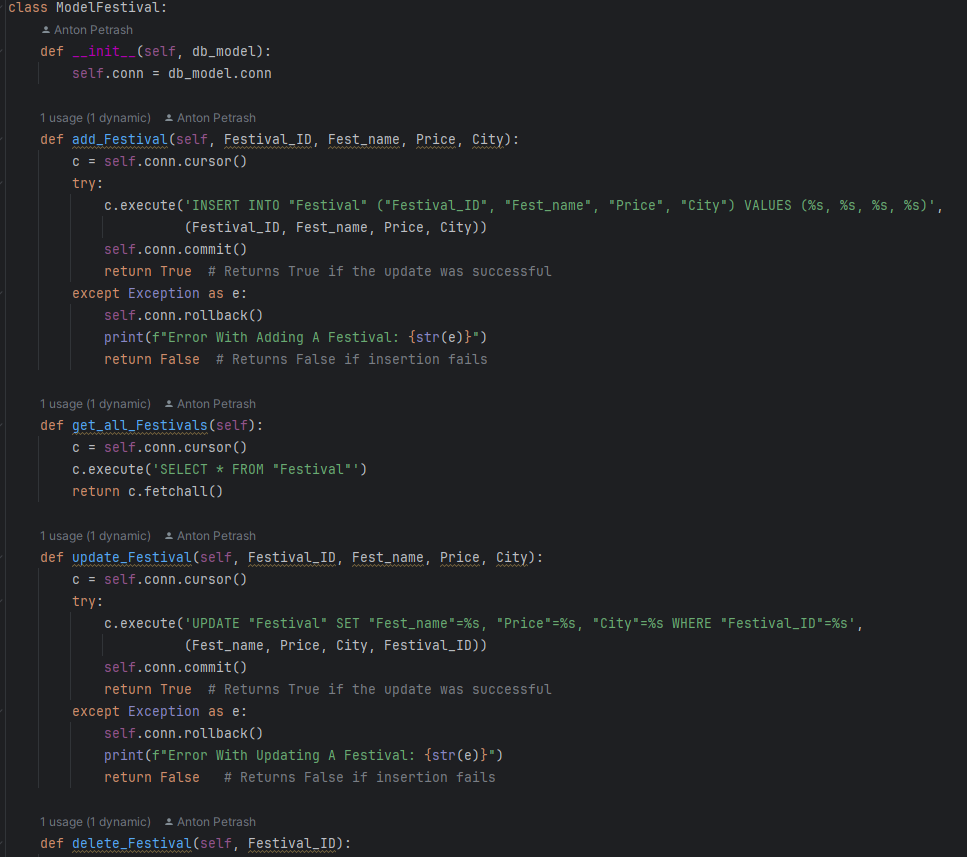 class ModelFestival:
Anton Petrash
def __init__(self, db_model):
self.conn = db_model.conn
1 usage (1 dynamic) Anton Petrash
def add_Festival(self, Festival_ID, Fest_name, Price, City):
c = self.conn.cursor()
try:
c.execute('INSERT INTO "Festival" ("Festival_ID", "Fest_name", "Price", "City") VALUES (%s, %s, %s, %s)',
(Festival_ID, Fest_name, Price, City))
self.conn.commit()
return True # Returns True if the update was successful
except Exception as e:
self.conn.rollback()
print(f"Error With Adding A Festival: {str(e)}")
return False # Returns False if insertion fails
1 usage (1 dynamic) Anton Petrash
def get_all_Festivals(self):
c = self.conn.cursor()
c.execute('SELECT * FROM "Festival"')
return c.fetchall()
1 usage (1 dynamic) Anton Petrash
def update_Festival(self, Festival_ID, Fest_name, Price, City):
c = self.conn.cursor()
try:
c.execute('UPDATE "Festival" SET "Fest_name"=%s, "Price"=%s, "City"=%s WHERE "Festival_ID"=%s',
(Fest_name, Price, City, Festival_ID))
self.conn.commit()
return True # Returns True if the update was successful
except Exception as e:
self.conn.rollback()
print(f"Error With Updating A Festival: {str(e)}")
return False # Returns False if insertion fails
1 usage (1 dynamic) Anton Petrash
def delete_Festival(self, Festival_ID):